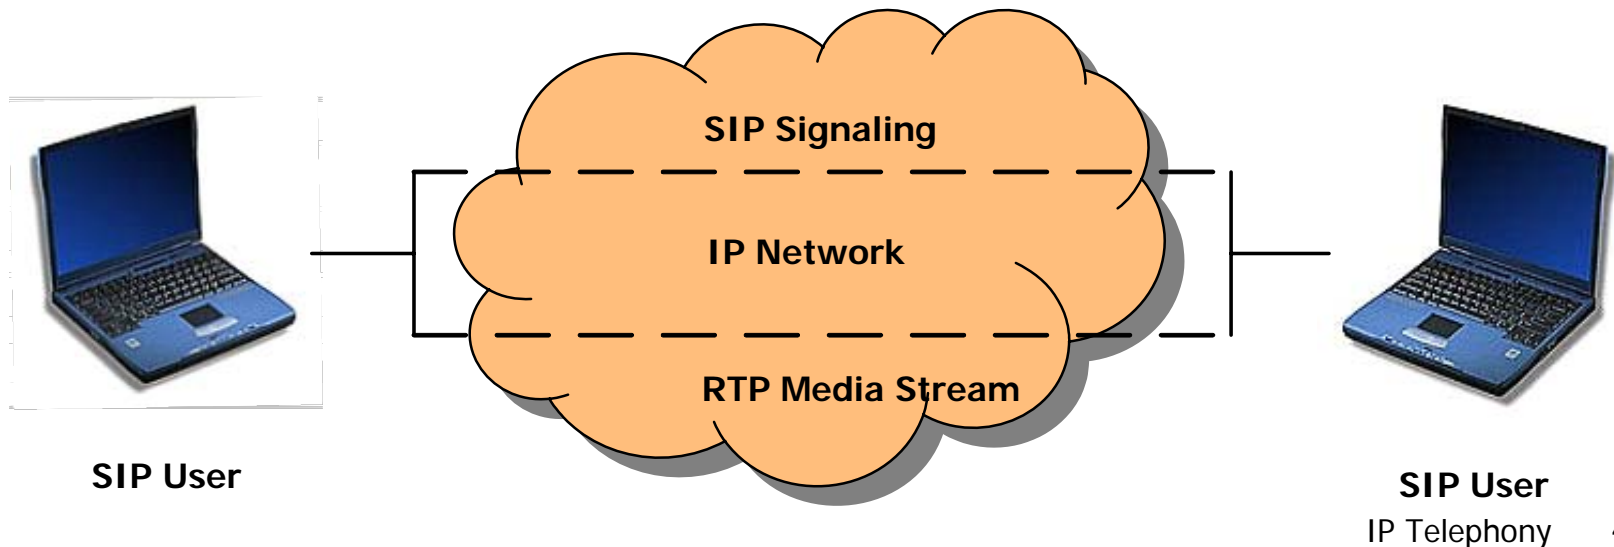 SIP Signaling
IP Network
RTP Media Stream
SIP User
SIP User
IP Telephony